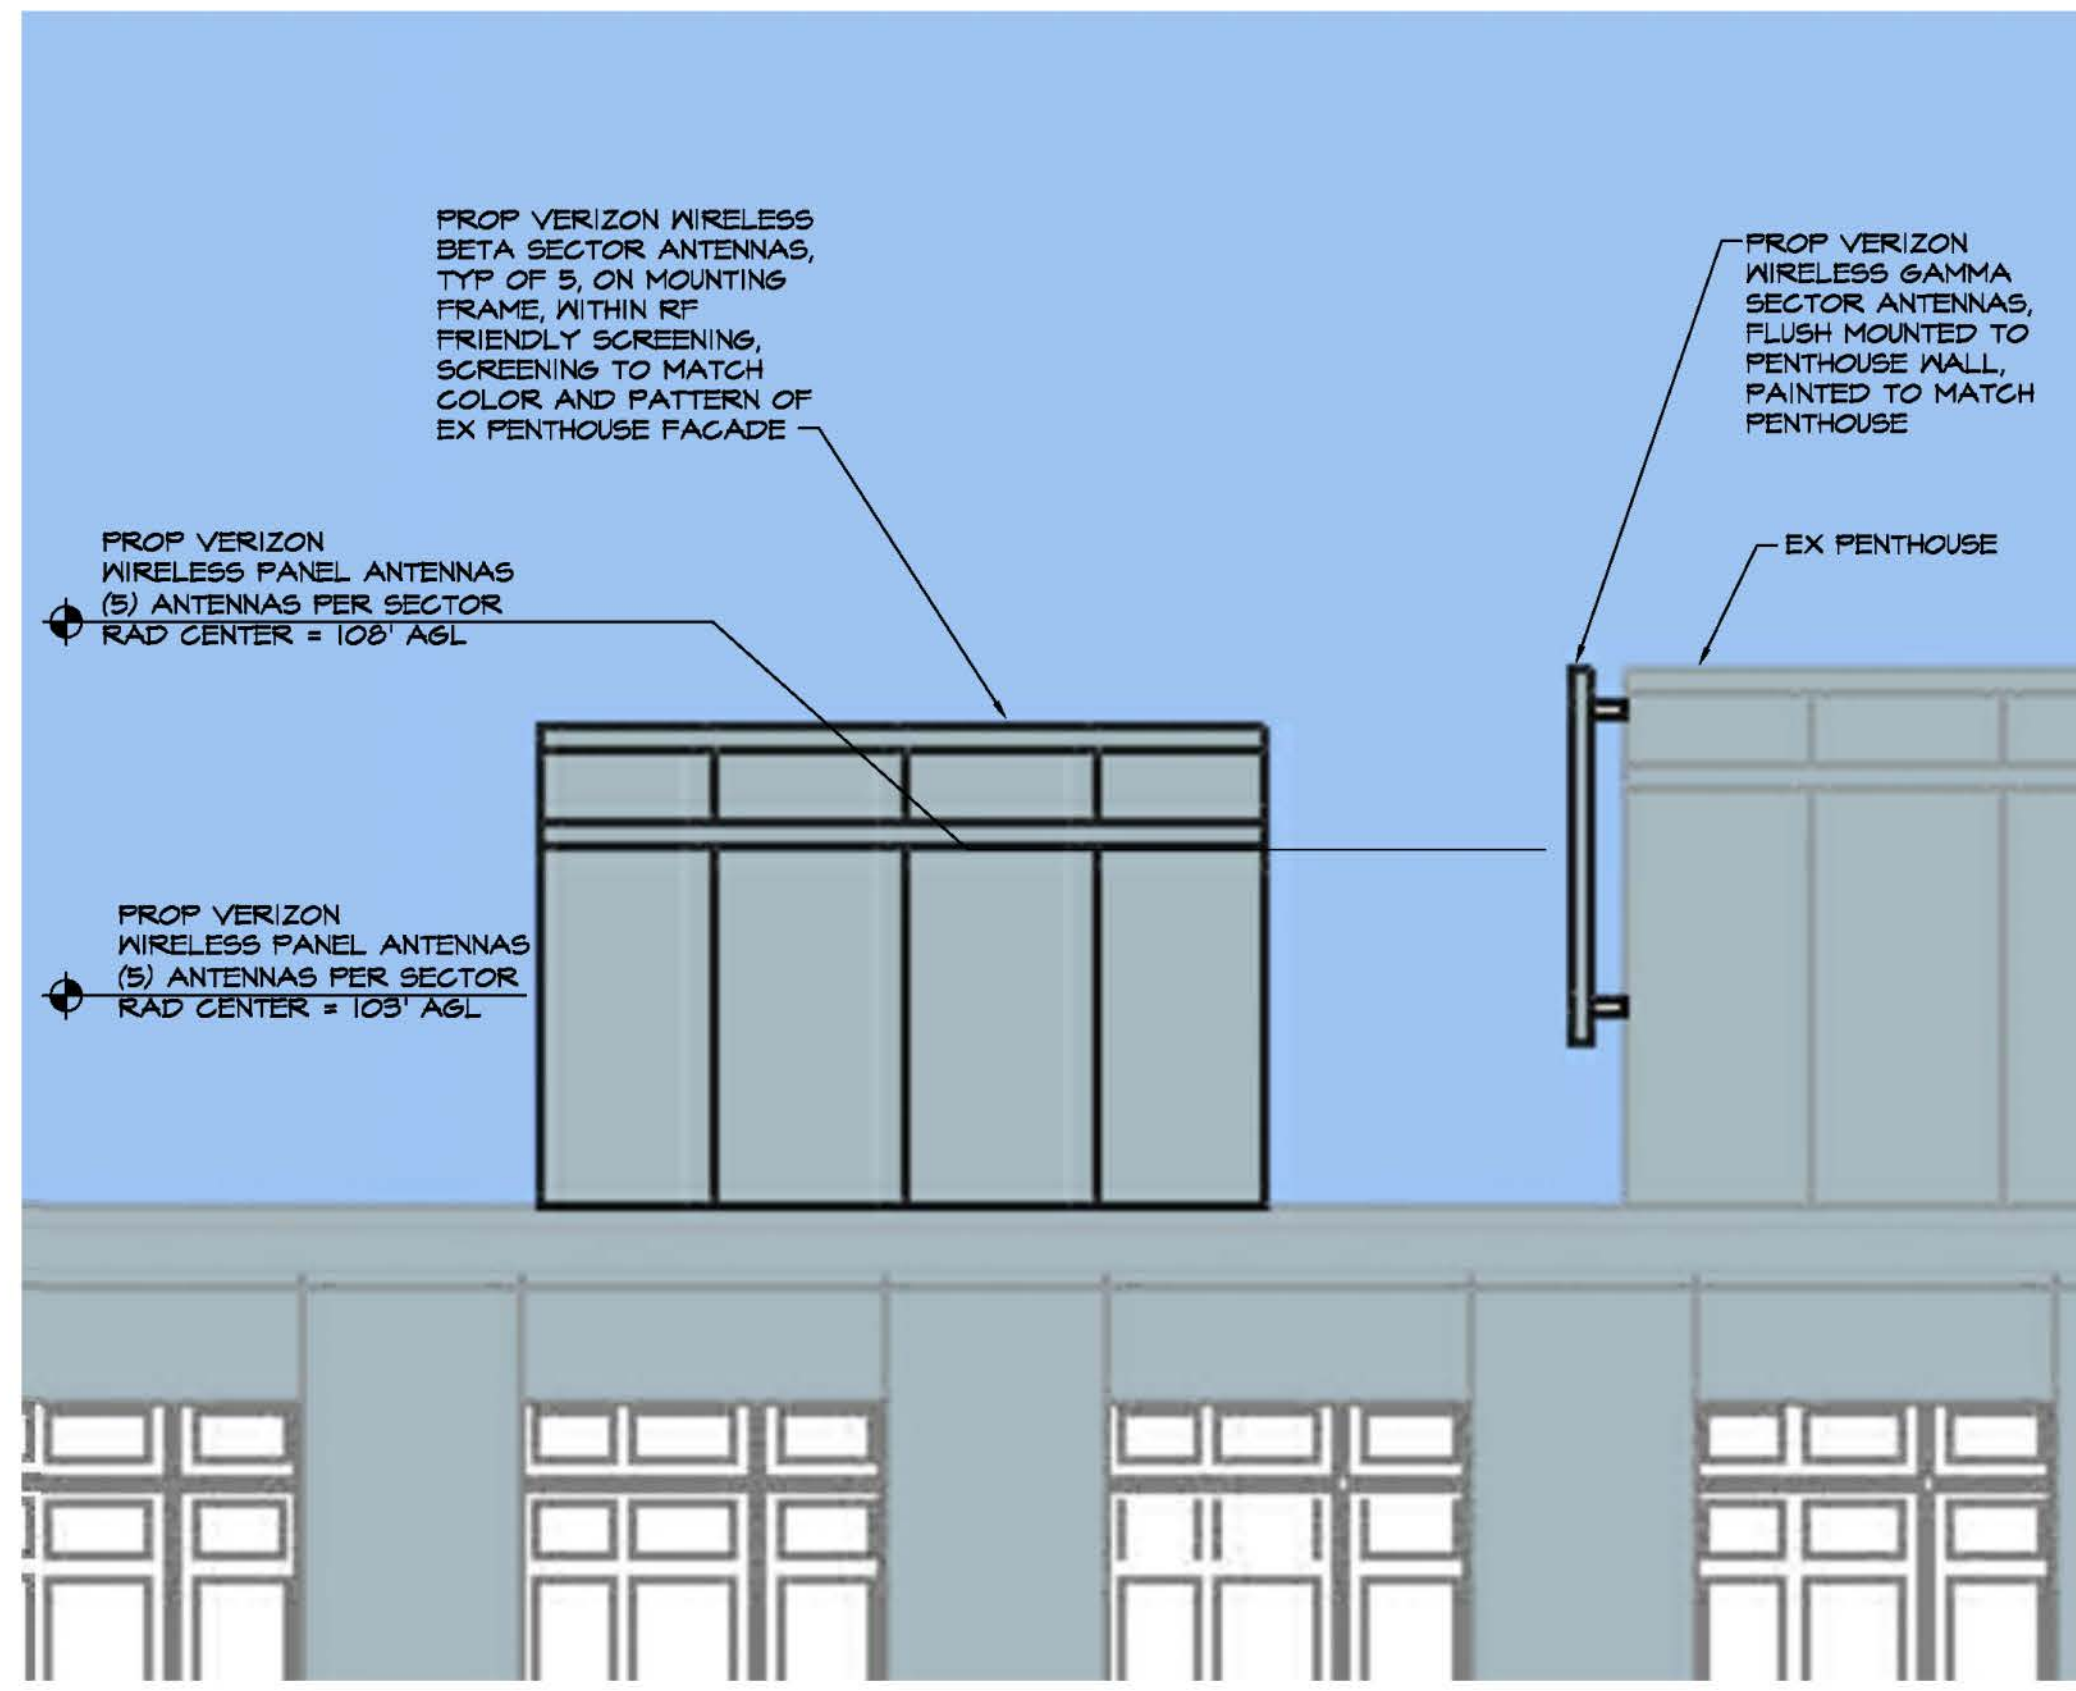 PROP VERIZON WIRELESS
BETA SECTOR ANTENNAS,
TYP OF 5, ON MOUNTING
FRAME, WITHIN RF
FRIENDLY SCREENING,
SCREENING TO MATCH
COLOR AND PATTERN OF
EX PENTHOUSE FACADE
PROP VERIZON
WIRELESS GAMMA
SECTOR ANTENNAS,
FLUSH MOUNTED TO
PENTHOUSE WALL,
PAINTED TO MATCH
PENTHOUSE
EX PENTHOUSE
PROP VERIZON
WIRELESS PANEL ANTENNAS
(5) ANTENNAS PER SECTOR
RAD CENTER = 108' AGL
PROP VERIZON
WIRELESS PANEL ANTENNAS
(5) ANTENNAS PER SECTOR
RAD CENTER = 103' AGL